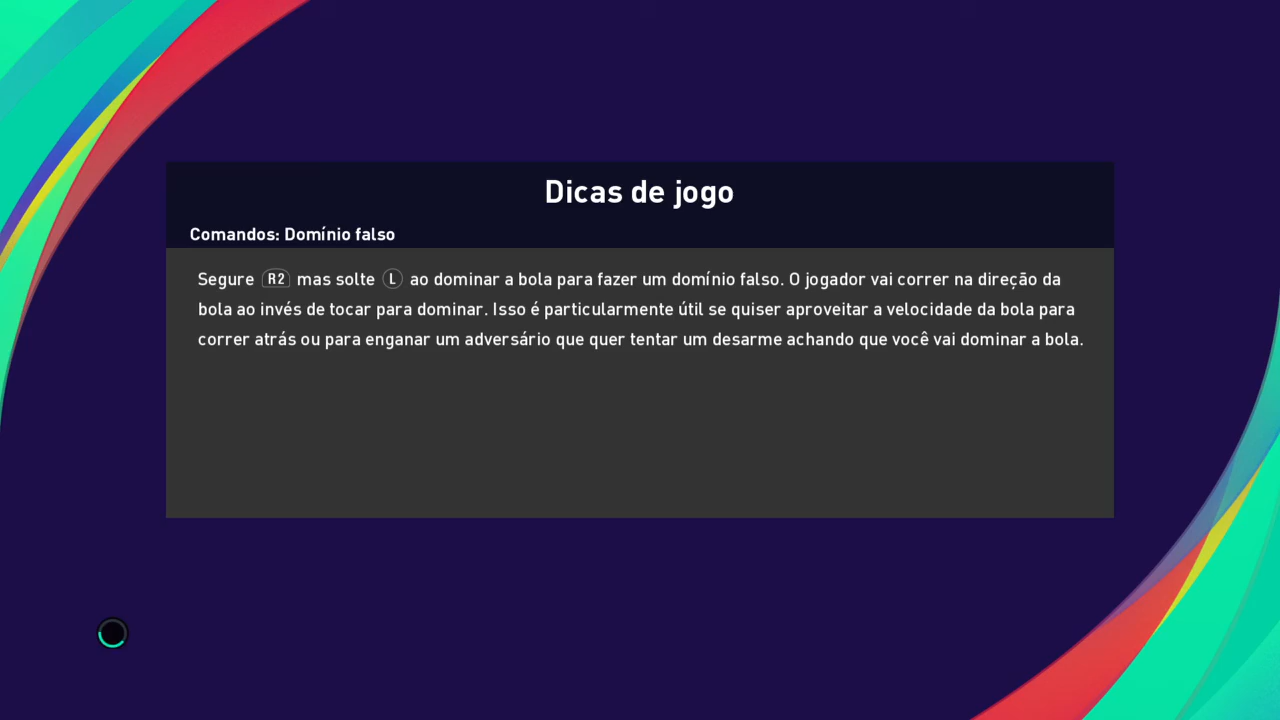 Dicas de jogo
Comandos: Domínio falso
Segure R2 mas solte L ao dominar a bola para fazer um domínio falso. O jogador vai correr na direção da
bola ao invés de tocar para dominar. Isso é particularmente útil se quiser aproveitar a velocidade da bola para
correr atrás ou para enganar um adversário que quer tentar um desarme achando que você vai dominar a bola.